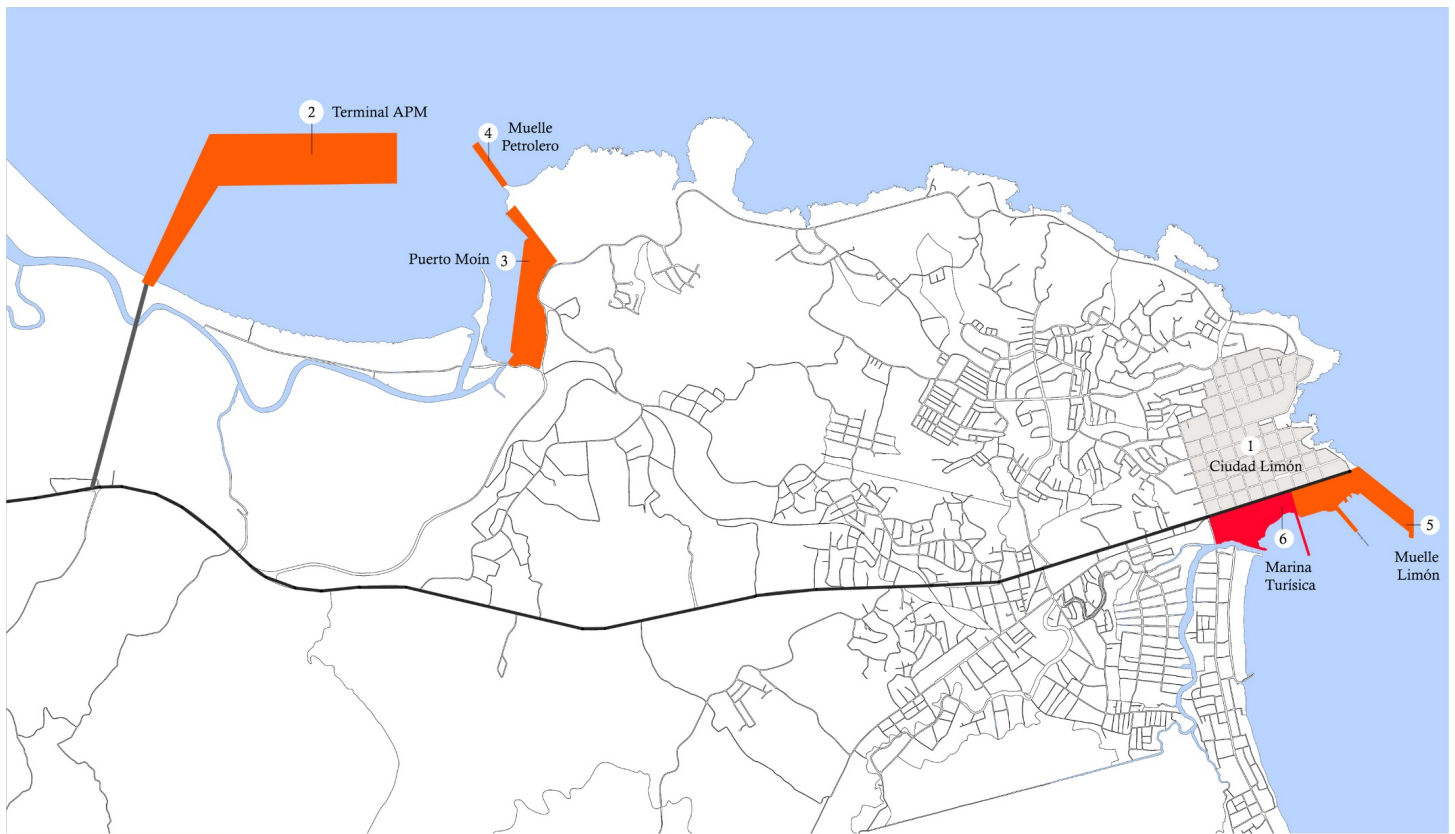 2 Terminal APM
4 Muelle
Petrolero
Puerto Moín 3
1
Ciudad Limón
5
Muelle
Limón
6
Marina
Turísica